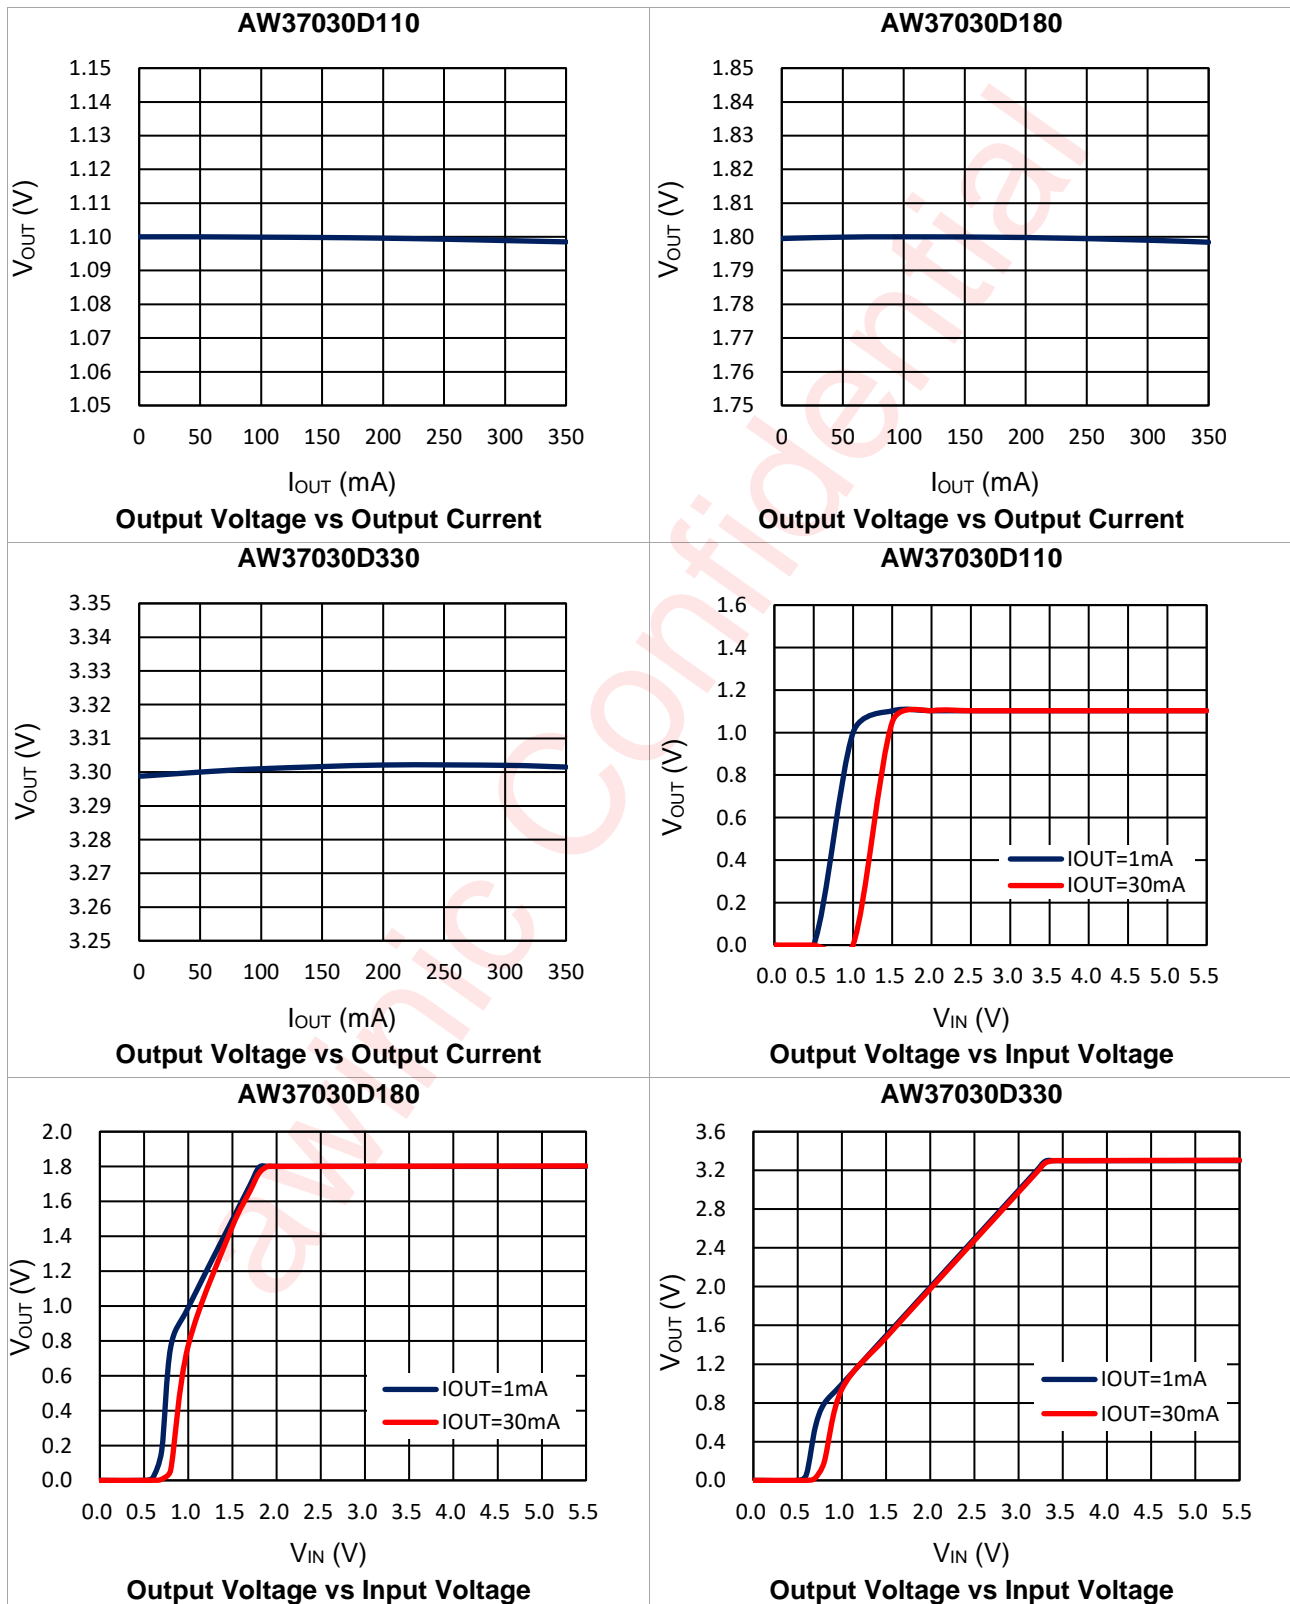 AW37030D110
1.15
1.14
1.13
1.12
1.11
1.10
1.09
1.08
1.07
1.06
1.05
VOUT (V)
0 50 100 150 200 250 300 350
IOUT (mA)
Output Voltage vs Output Current
AW37030D180
1.85
1.84
1.83
1.82
1.81
1.80
1.79
1.78
1.77
1.76
1.75
VOUT (V)
0 50 100 150 200 250 300 350
IOUT (mA)
Output Voltage vs Output Current
AW37030D330
3.35
3.34
3.33
3.32
3.31
3.30
3.29
3.28
3.27
3.26
3.25
VOUT (V)
0 50 100 150 200 250 300 350
IOUT (mA)
Output Voltage vs Output Current
AW37030D110
1.6
1.4
1.2
1.0
0.8
0.6
0.4
0.2
0.0
VOUT (V)
IOUT=1mA
IOUT=30mA
0.0 0.5 1.0 1.5 2.0 2.5 3.0 3.5 4.0 4.5 5.0 5.5
VIN (V)
Output Voltage vs Input Voltage
AW37030D180
2.0
1.8
1.6
1.4
1.2
1.0
0.8
0.6
0.4
0.2
0.0
VOUT (V)
IOUT=1mA
IOUT=30mA
0.0 0.5 1.0 1.5 2.0 2.5 3.0 3.5 4.0 4.5 5.0 5.5
VIN (V)
Output Voltage vs Input Voltage
AW37030D330
3.6
3.2
2.8
2.4
2.0
1.6
1.2
0.8
0.4
0.0
VOUT (V)
IOUT=1mA
IOUT=30mA
0.0 0.5 1.0 1.5 2.0 2.5 3.0 3.5 4.0 4.5 5.0 5.5
VIN (V)
Output Voltage vs Input Voltage
awinic Confidential